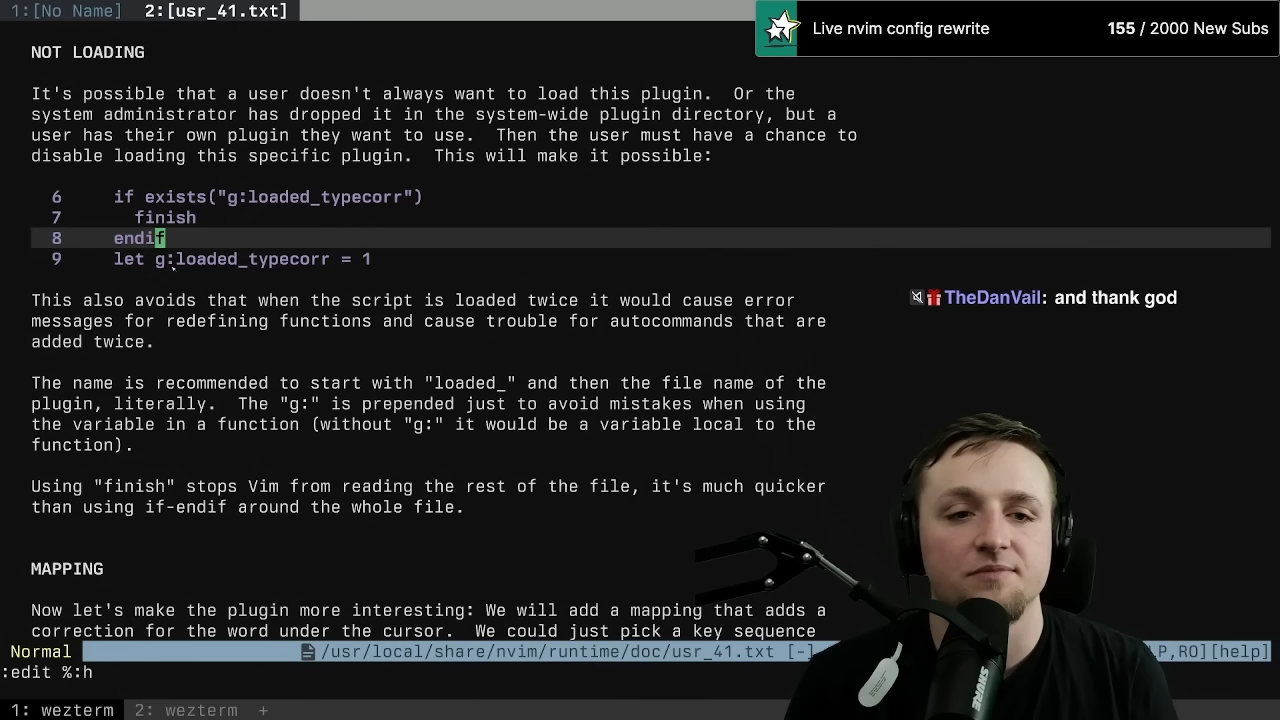 1:[No Name]  2:[usr_41.txt]
Live nvim config rewrite
155 / 2000 New Subs
NOT LOADING
It's possible that a user doesn't always want to load this plugin.  Or the
system administrator has dropped it in the system-wide plugin directory, but a
user has their own plugin they want to use.  Then the user must have a chance to
disable loading this specific plugin.  This will make it possible:
6     if exists("g:loaded_typecorr")
7       finish
8     endif
9     let g:loaded_typecorr = 1
This also avoids that when the script is loaded twice it would cause error
messages for redefining functions and cause trouble for autocommands that are
added twice.
TheDanVail: and thank god
The name is recommended to start with "loaded_" and then the file name of the
plugin, literally.  The "g:" is prepended just to avoid mistakes when using
the variable in a function (without "g:" it would be a variable local to the
function).
Using "finish" stops Vim from reading the rest of the file, it's much quicker
than using if-endif around the whole file.
MAPPING
Now let's make the plugin more interesting: We will add a mapping that adds a
correction for the word under the cursor.  We could just pick a key sequence
Normal /usr/local/share/nvim/runtime/doc/usr_41.txt [-] P,RO][help]
:edit %:h
SHURE
1: wezterm  2: wezterm  +